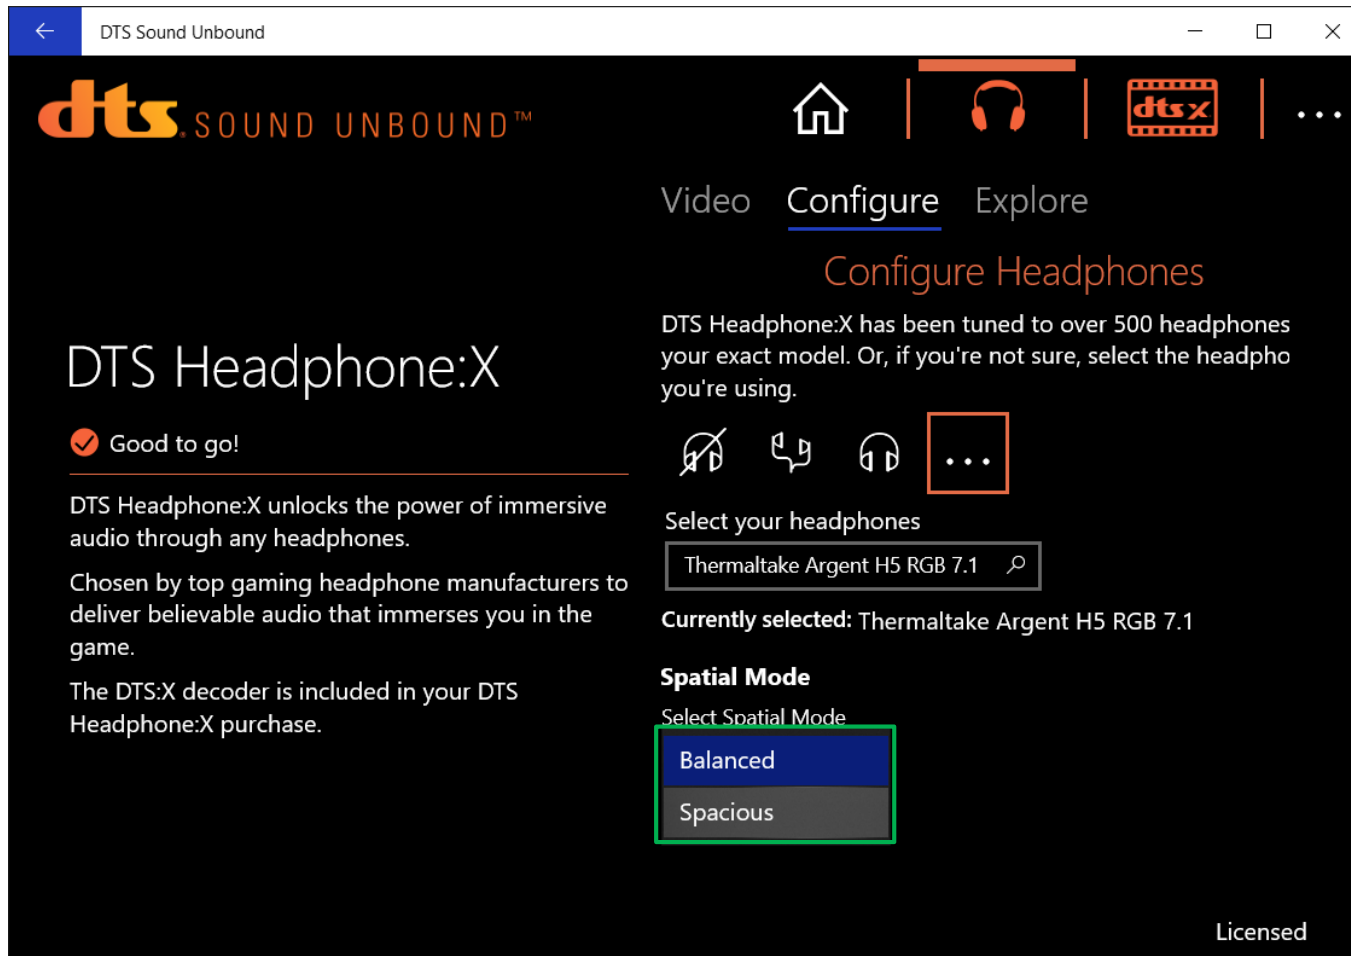 DTS Sound Unbound
dts SOUND UNBOUND™
dts X
Video Configure Explore
Configure Headphones
DTS Headphone:X has been tuned to over 500 headphones
your exact model. Or, if you're not sure, select the headpho
you're using.
DTS Headphone:X
Good to go!
DTS Headphone:X unlocks the power of immersive
audio through any headphones.
Chosen by top gaming headphone manufacturers to
deliver believable audio that immerses you in the
game.
The DTS:X decoder is included in your DTS
Headphone:X purchase.
Select your headphones
Thermaltake Argent H5 RGB 7.1
Currently selected: Thermaltake Argent H5 RGB 7.1
Spatial Mode
Select Spatial Mode
Balanced
Spacious
Licensed